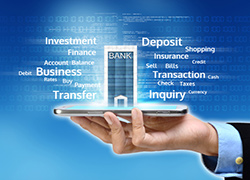 Investment
Finance
Account Balance
Debt Business
Rates Buy Payment
Transfer
BANK
Deposit
Shopping
Insurance
Credit
Sell Bills
Transaction
Cash
Check Taxes
Inquiry
Currency